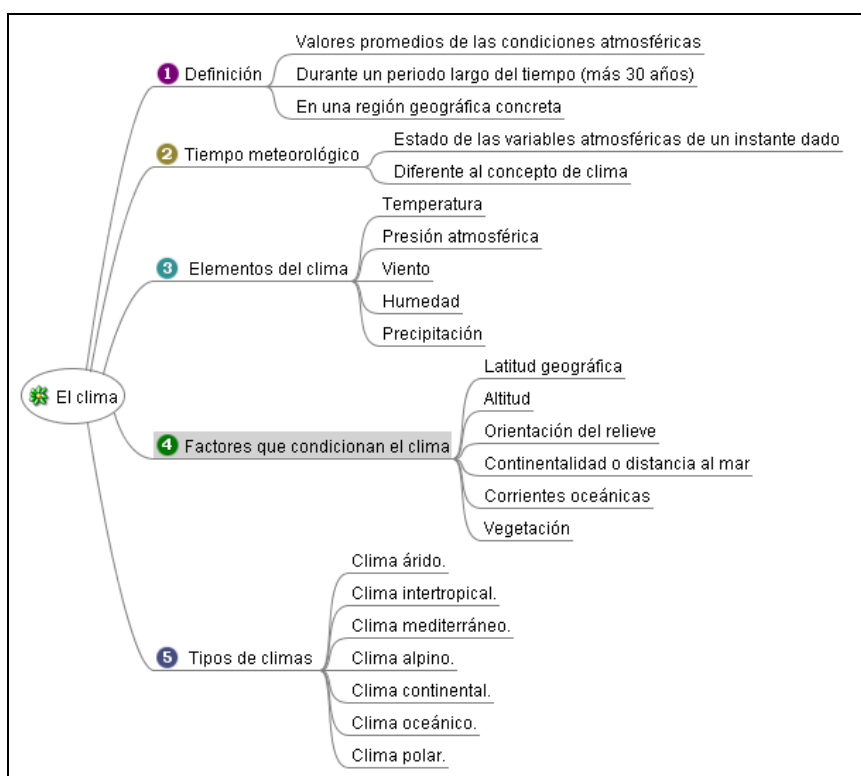 El clima
1 Definición
Valores promedios de las condiciones atmosféricas
Durante un periodo largo del tiempo (más 30 años)
En una región geográfica concreta
2 Tiempo meteorológico
Estado de las variables atmosféricas de un instante dado
Diferente al concepto de clima
3 Elementos del clima
Temperatura
Presión atmosférica
Viento
Humedad
Precipitación
4 Factores que condicionan el clima
Latitud geográfica
Altitud
Orientación del relieve
Continentalidad o distancia al mar
Corrientes oceánicas
Vegetación
5 Tipos de climas
Clima árido.
Clima intertropical.
Clima mediterráneo.
Clima alpino.
Clima continental.
Clima oceánico.
Clima polar.